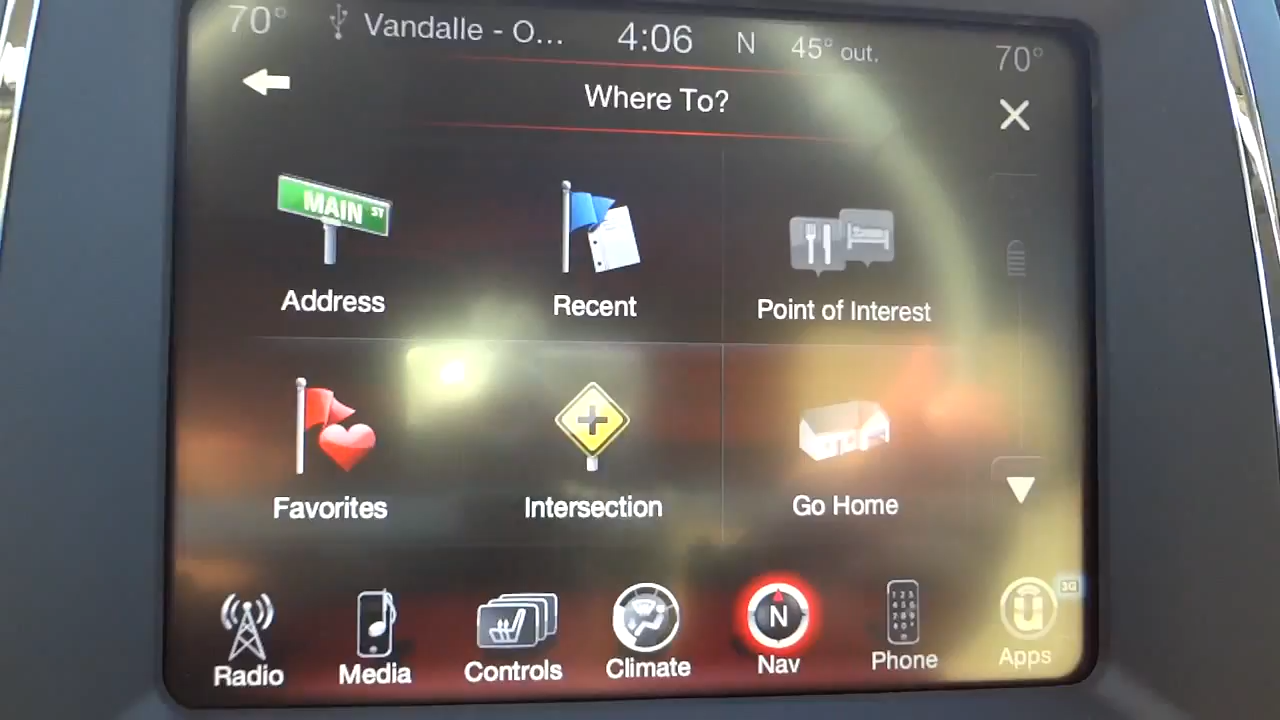 70° Vandalle - O... 4:06 N 45° out. 70°
Where To?
MAIN ST
Address Recent Point of Interest
Favorites Intersection Go Home
N
3G
Radio Media Controls Climate Nav Phone Apps